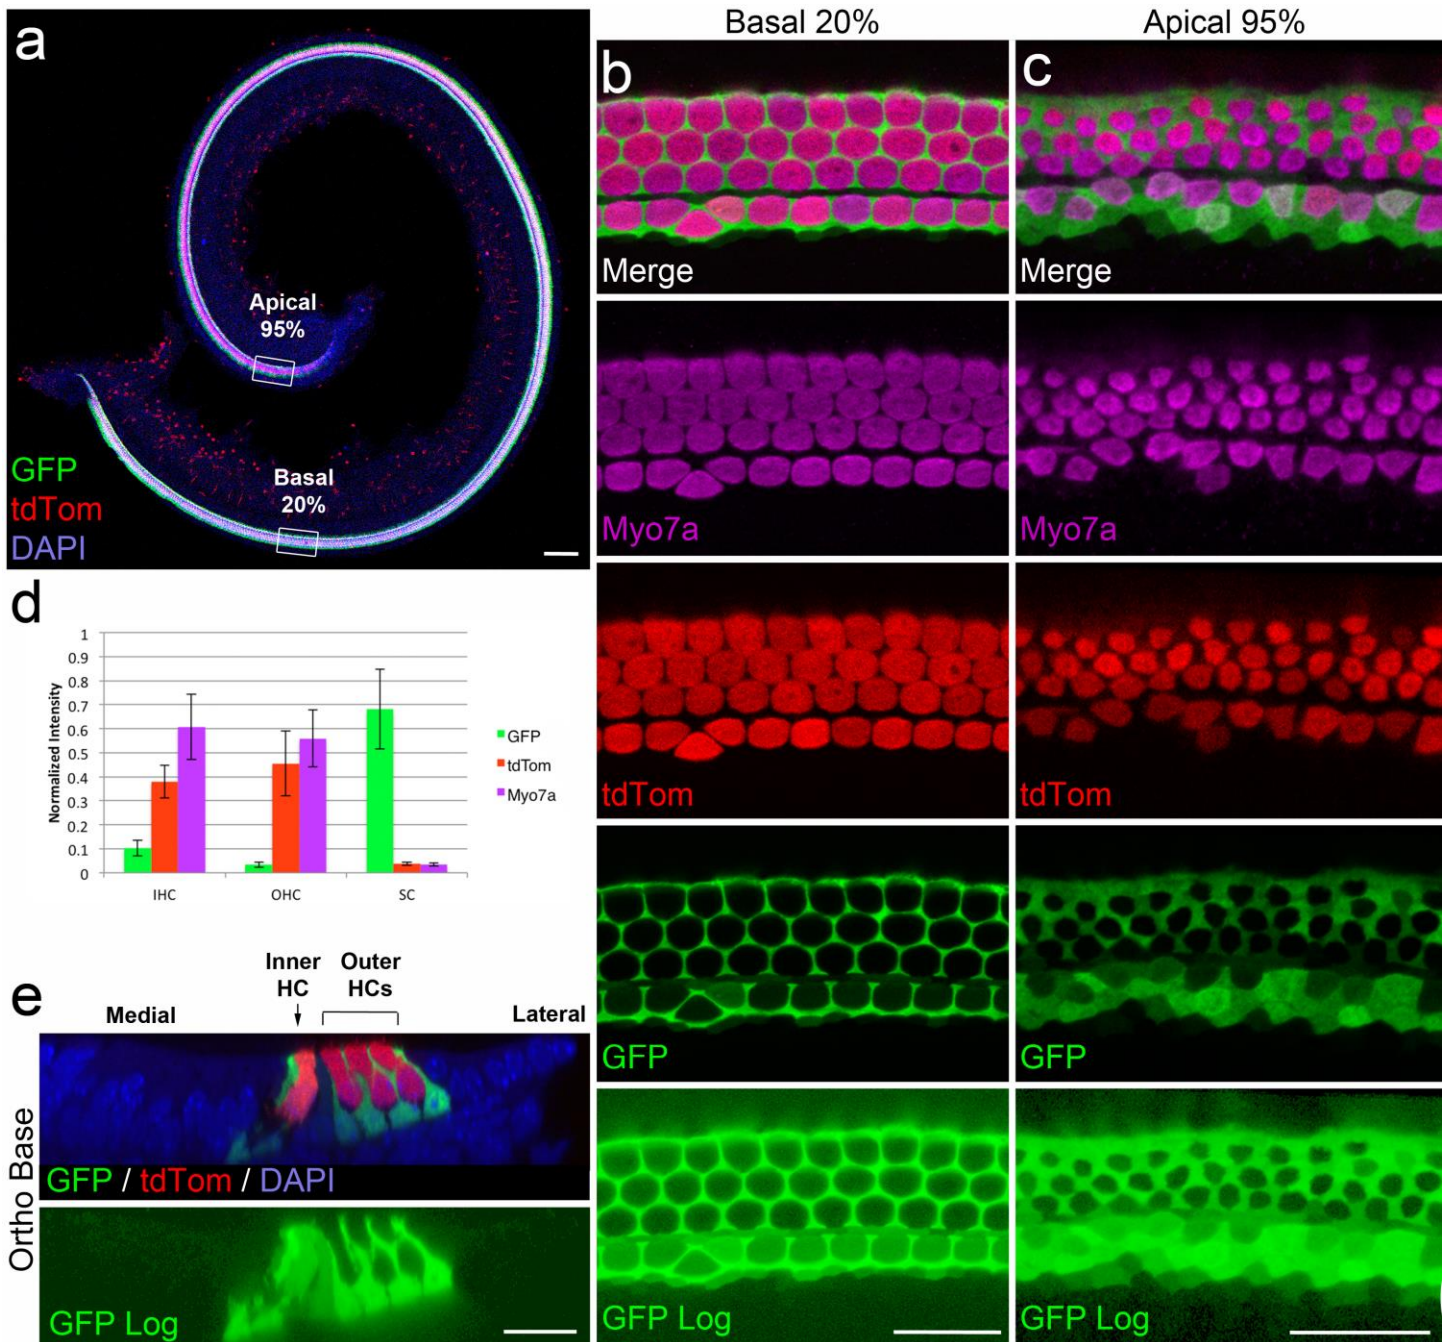 a
Apical
95%
Basal
20%
GFP
tdTom
DAPI
Basal 20%
b
Merge
Myo7a
tdTom
GFP
GFP Log
Apical 95%
c
Merge
Myo7a
tdTom
GFP
GFP Log
d
Normalized Intensity
1
0.9
0.8
0.7
0.6
0.5
0.4
0.3
0.2
0.1
0
IHC
OHC
SC
GFP
tdTom
Myo7a
e
Inner
HC
Outer
HCs
Medial
Lateral
Ortho Base
GFP / tdTom / DAPI
GFP Log